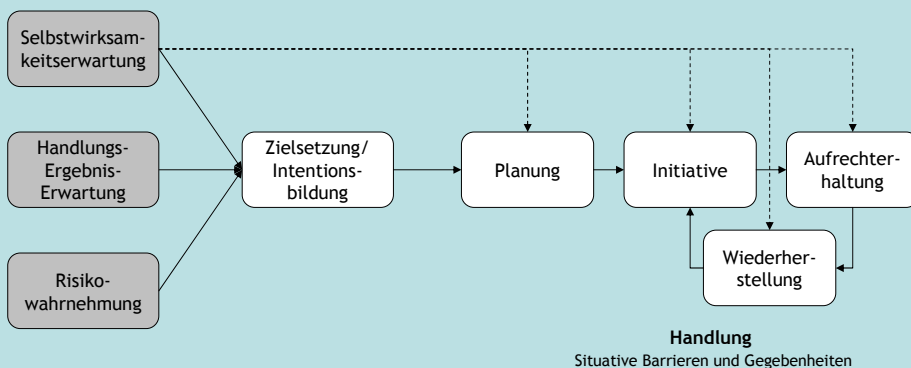 Selbstwirksam-
keitserwartung
Handlungs-
Ergebnis-
Erwartung
Risiko-
wahrnehmung
Zielsetzung/
Intentions-
bildung
Planung
Initiative
Aufrechter-
haltung
Wiederher-
stellung
Handlung
Situative Barrieren und Gegebenheiten